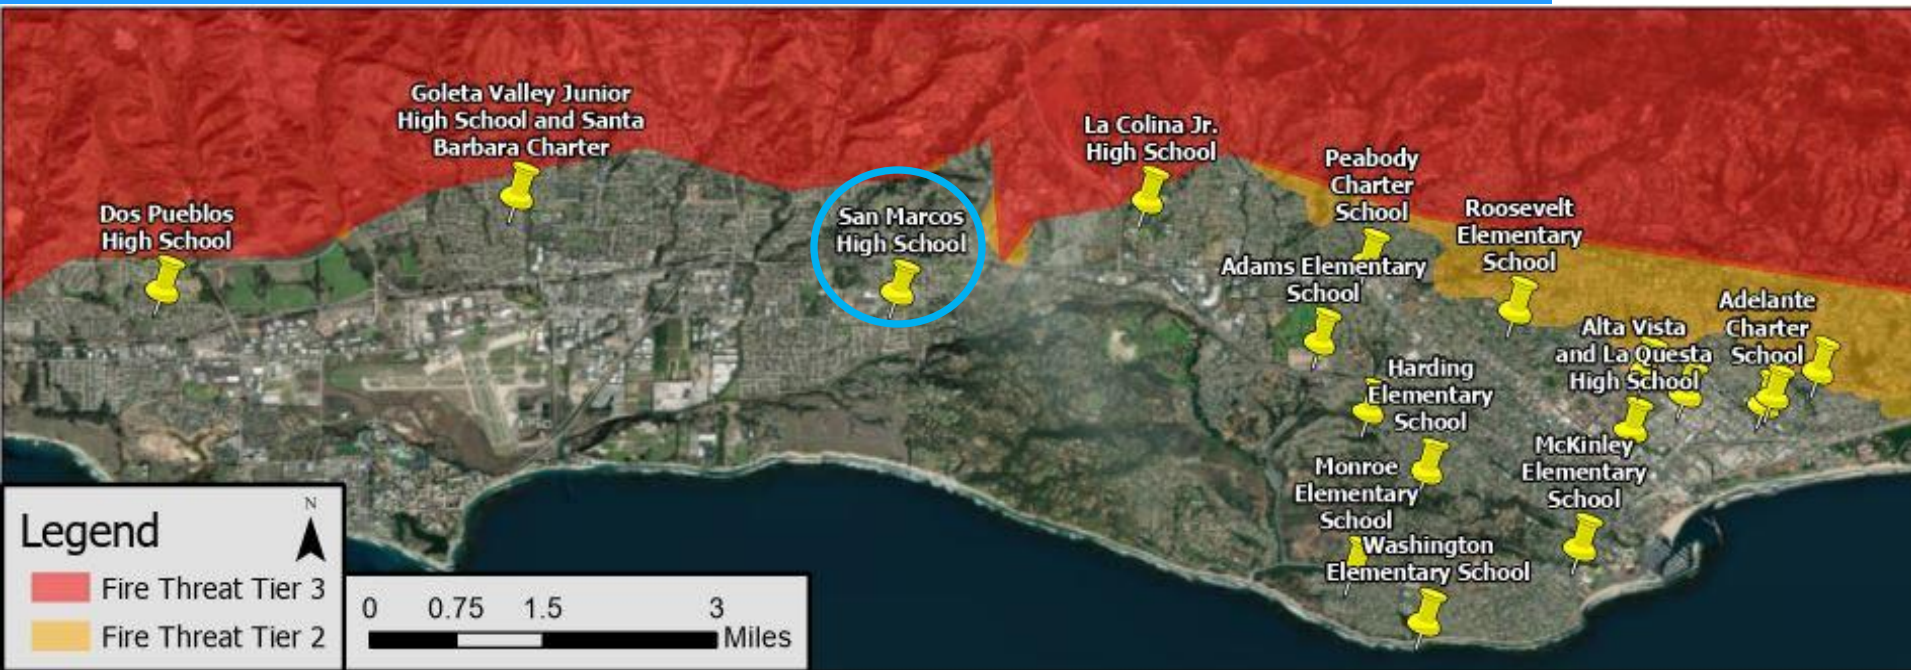 Goleta Valley Junior
High School and Santa
Barbara Charter
La Colina Jr.
High School
Peabody
Charter
School
Dos Pueblos
High School
San Marcos
High School
Roosevelt
Elementary
School
Adams Elementary
School
Adelante
Charter
School
Alta Vista
and La Questa
High School
Harding
Elementary
School
McKinley
Elementary
School
Monroe
Elementary
School
Washington
Elementary School
Legend
N
Fire Threat Tier 3
Fire Threat Tier 2
0 0.75 1.5 3
Miles